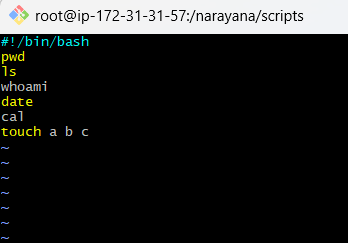 root@ip-172-31-31-57:/narayana/scripts
#!/bin/bash
pwd
ls
whoami
date
cal
touch a b c
~
~
~
~
~
~
~